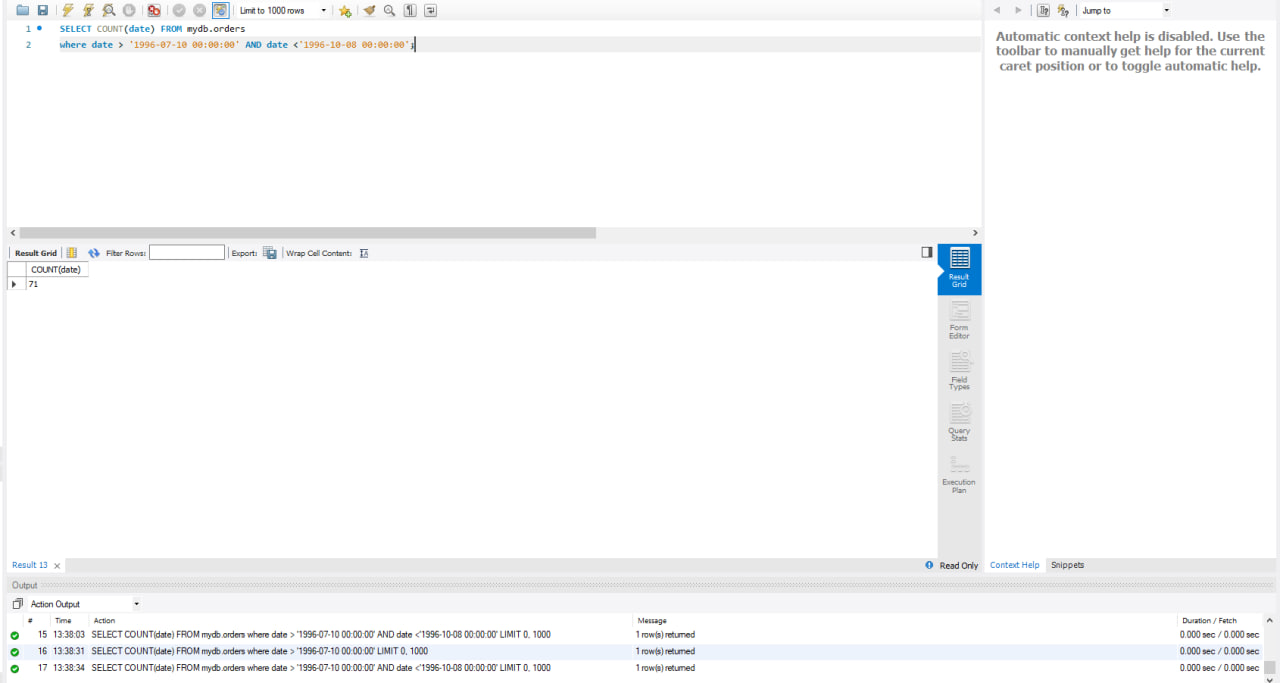 Limit to 1000 rows
Jump to
1 SELECT COUNT(date) FROM mydb.orders
2 where date > '1996-07-10 00:00:00' AND date <'1996-10-08 00:00:00';
Automatic context help is disabled. Use the
toolbar to manually get help for the current
caret position or to toggle automatic help.
Result Grid Filter Rows: Export: Wrap Cell Content:
COUNT(date)
71
Result
Grid
Form
Editor
Field
Types
Query
Stats
Execution
Plan
Result 13 Read Only Context Help Snippets
Output
Action Output
# Time Action Message Duration / Fetch
15 13:38:03 SELECT COUNT(date) FROM mydb.orders where date > '1996-07-10 00:00:00' AND date <'1996-10-08 00:00:00' LIMIT 0, 1000 1 row(s) returned 0.000 sec / 0.000 sec
16 13:38:31 SELECT COUNT(date) FROM mydb.orders where date > '1996-07-10 00:00:00' LIMIT 0, 1000 1 row(s) returned 0.000 sec / 0.000 sec
17 13:38:34 SELECT COUNT(date) FROM mydb.orders where date > '1996-07-10 00:00:00' AND date <'1996-10-08 00:00:00' LIMIT 0, 1000 1 row(s) returned 0.000 sec / 0.000 sec